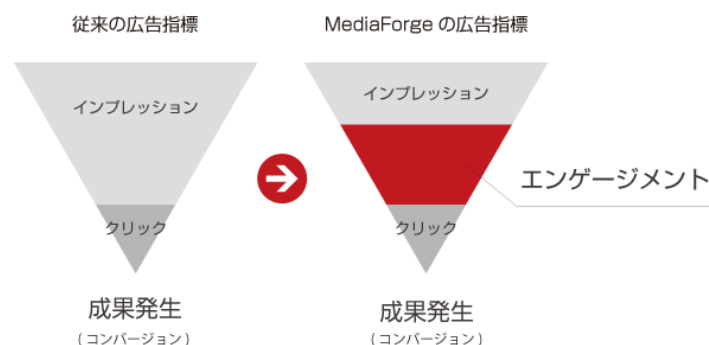 従来の広告指標
インプレッション
クリック
成果発生
(コンバージョン)
MediaForge の広告指標
インプレッション
エンゲージメント
クリック
成果発生
(コンバージョン)